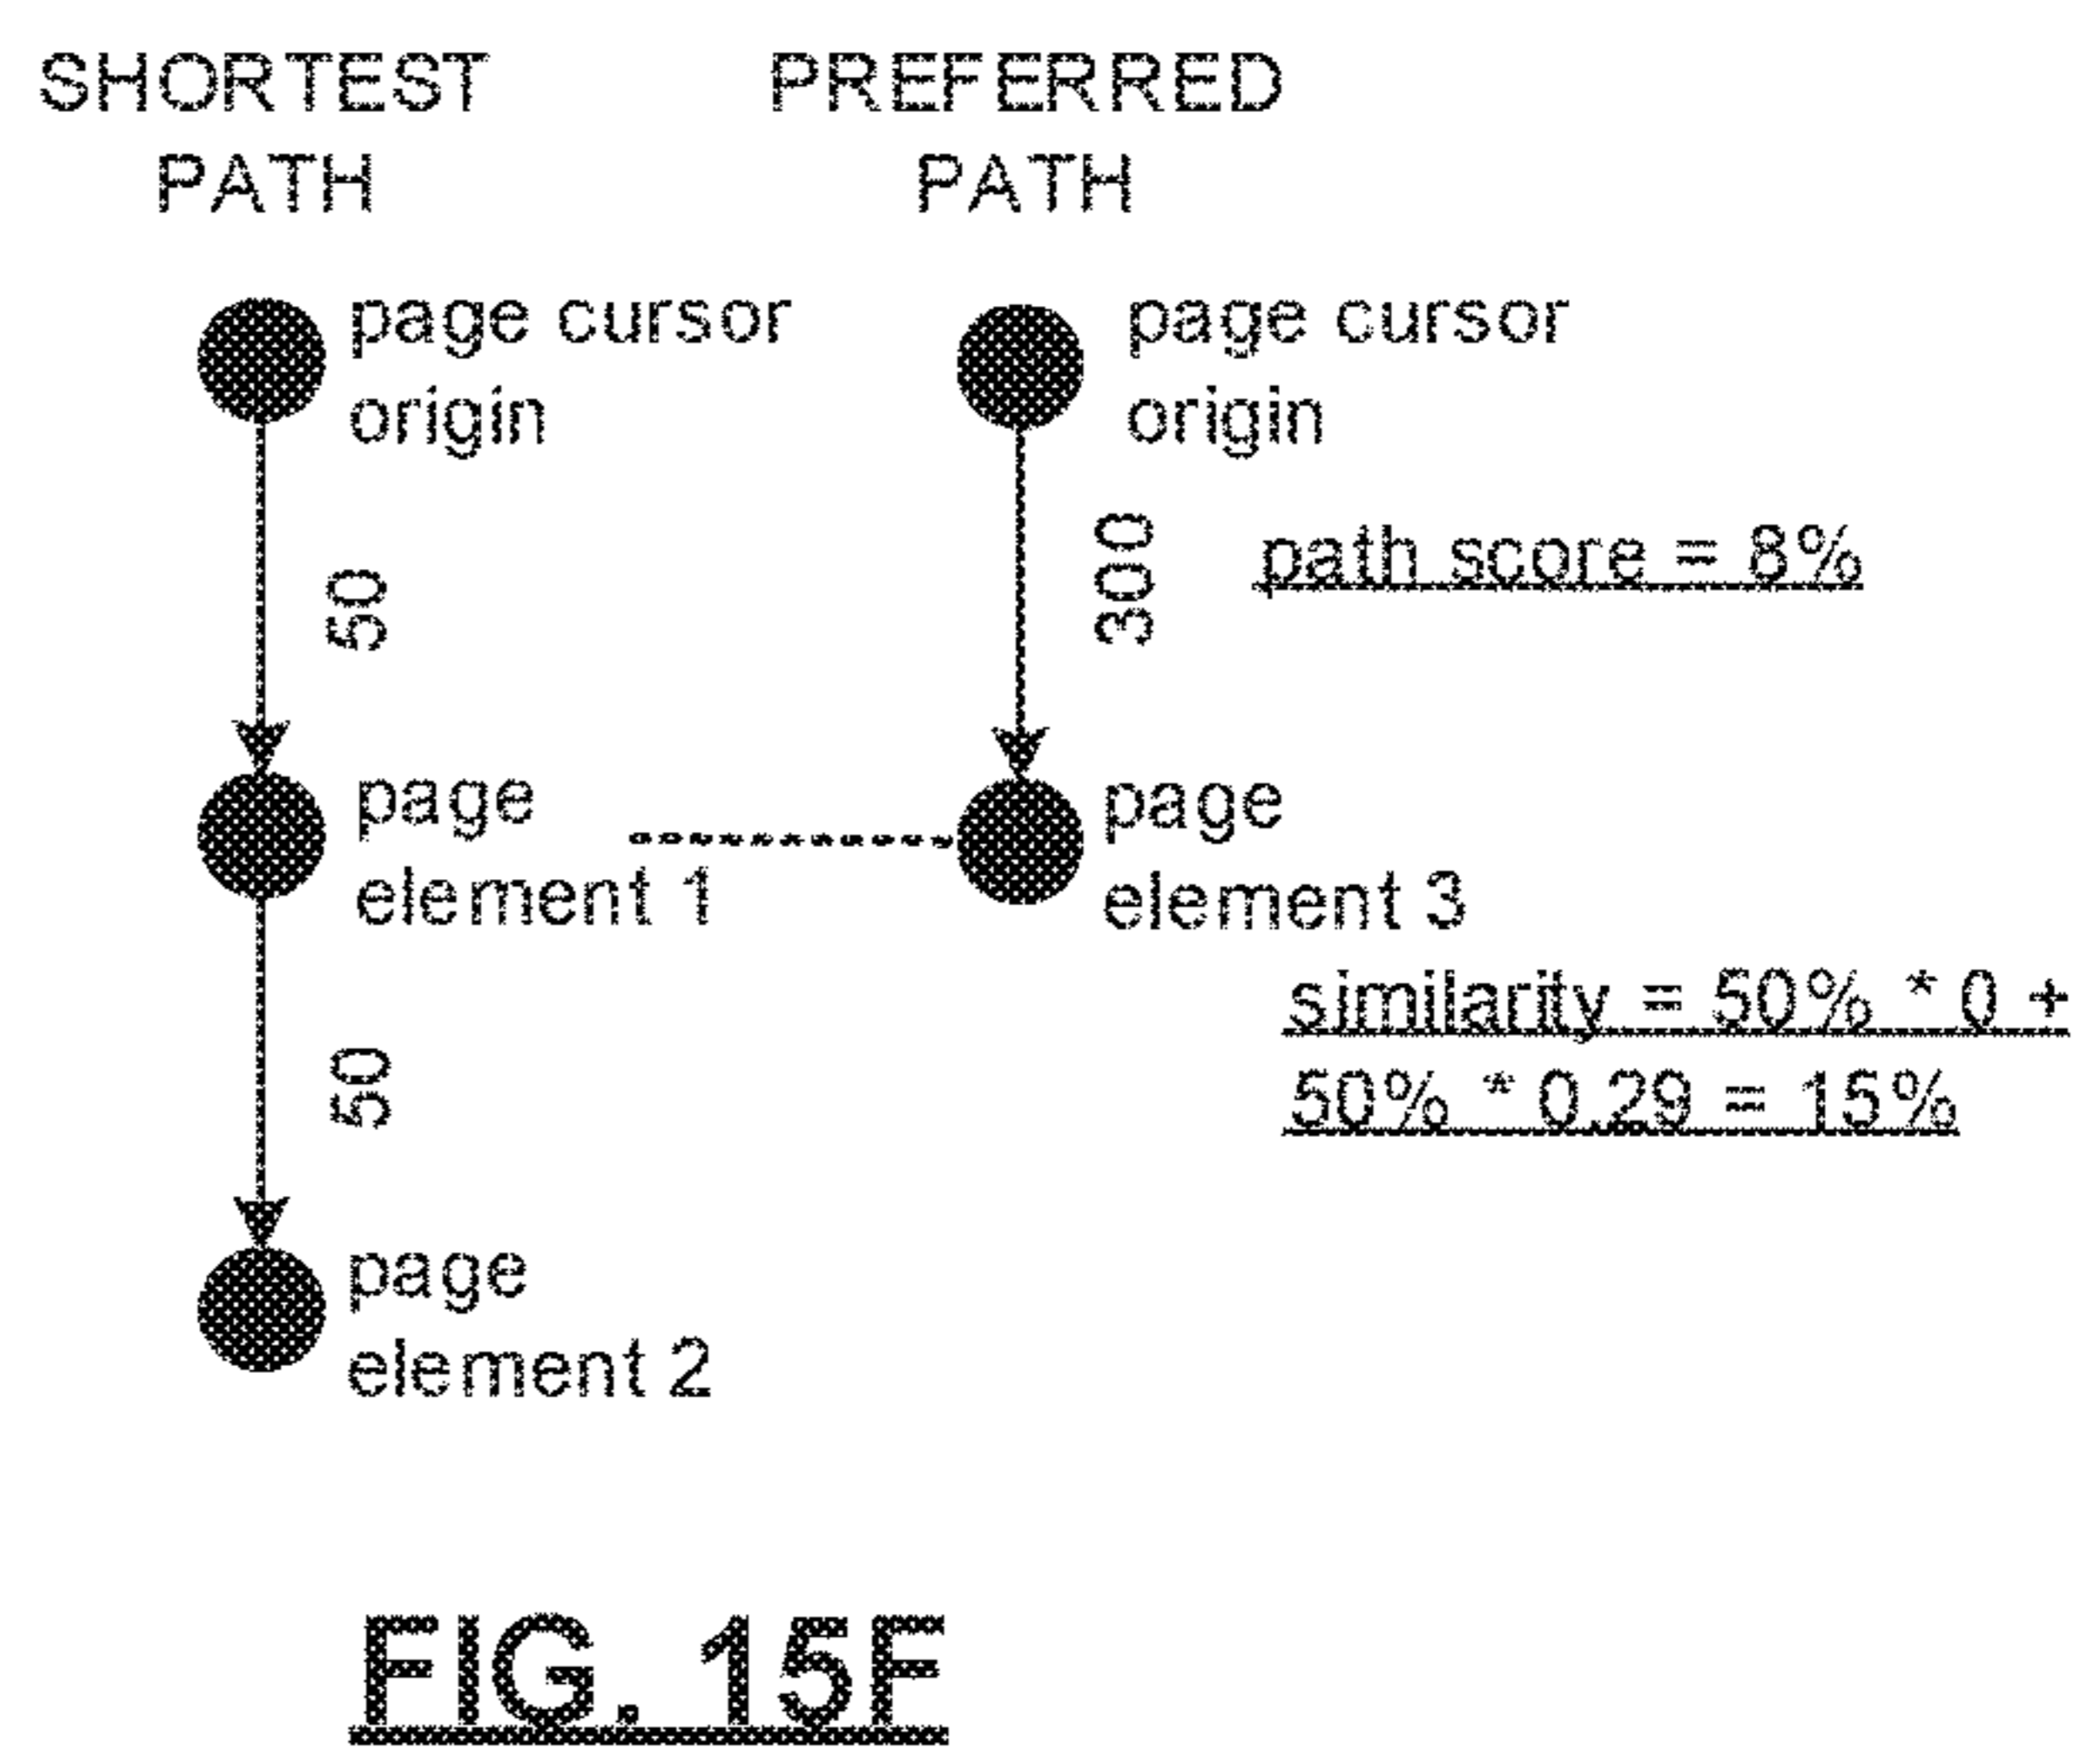 SHORTEST
PATH
PREFERRED
PATH
page cursor
origin
page cursor
origin
50
300
path score = 8%
page
element 1
page
element 3
similarity = 50% * 0 +
50% * 0.29 = 15%
50
page
element 2
FIG. 15F